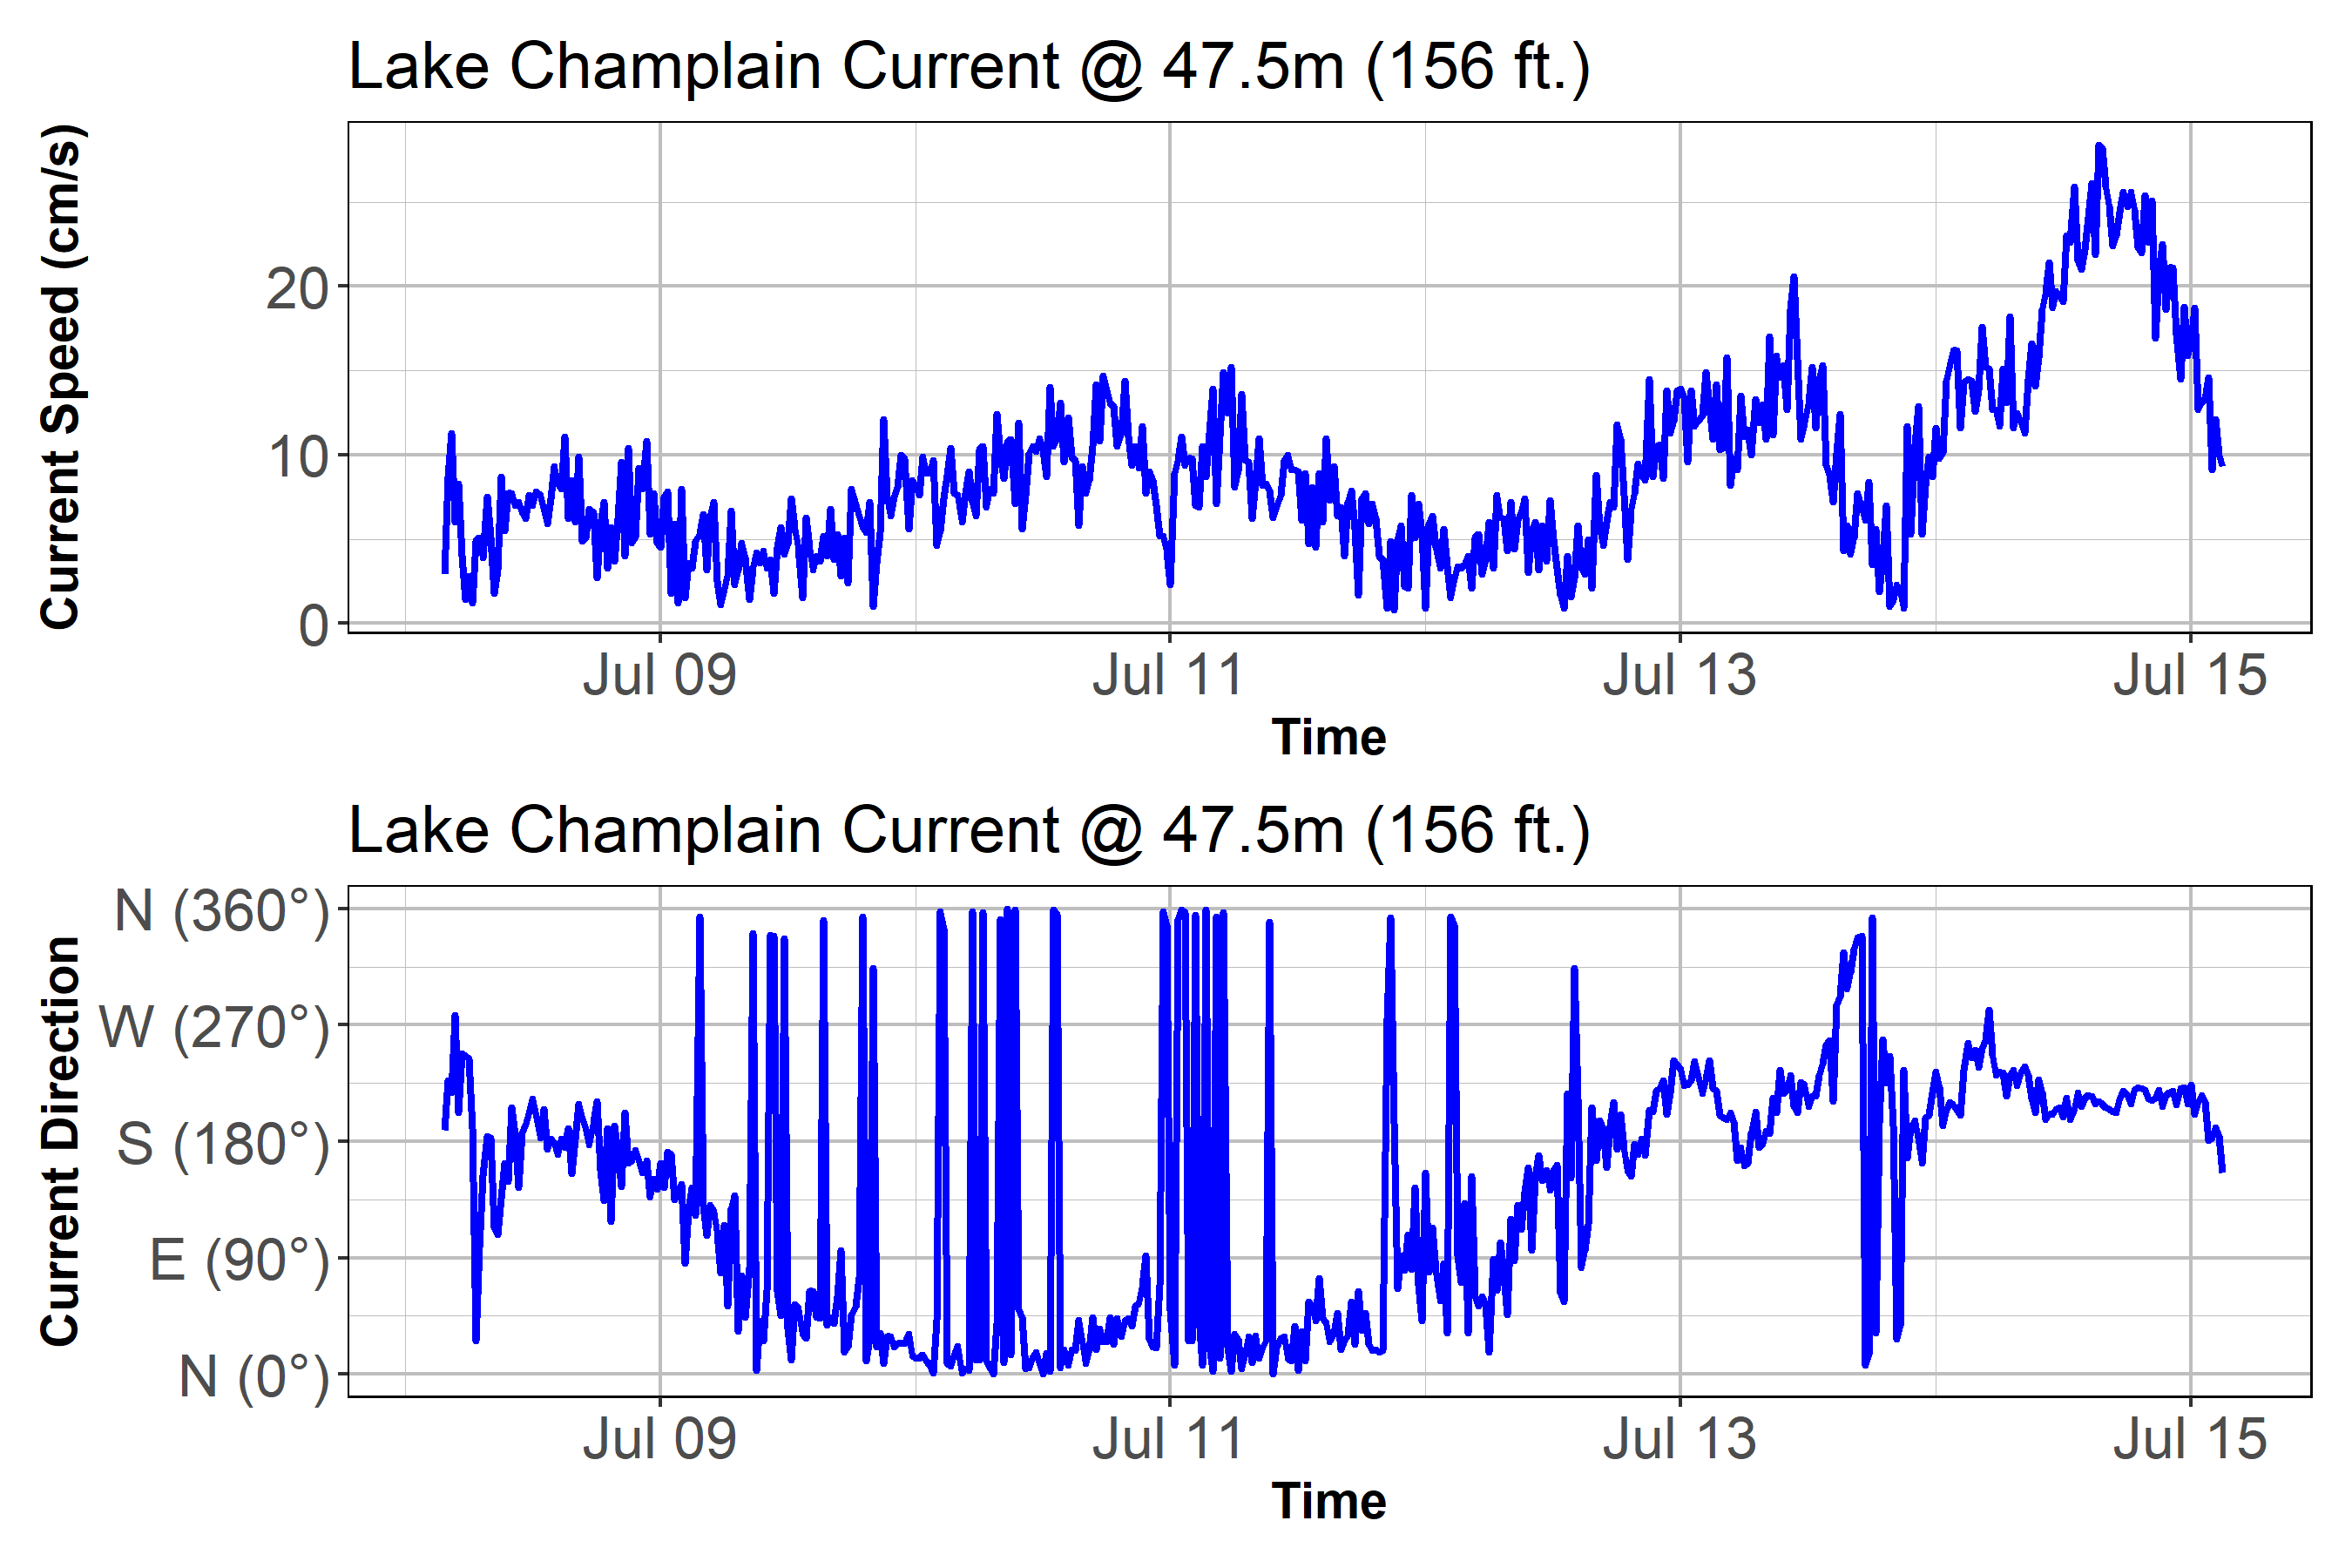 Lake Champlain Current @ 47.5m (156 ft.)
Current Speed (cm/s)
20
10
0
Jul 09 Jul 11 Jul 13 Jul 15
Time
Lake Champlain Current @ 47.5m (156 ft.)
Current Direction
N (360°)
W (270°)
S (180°)
E (90°)
N (0°)
Jul 09 Jul 11 Jul 13 Jul 15
Time